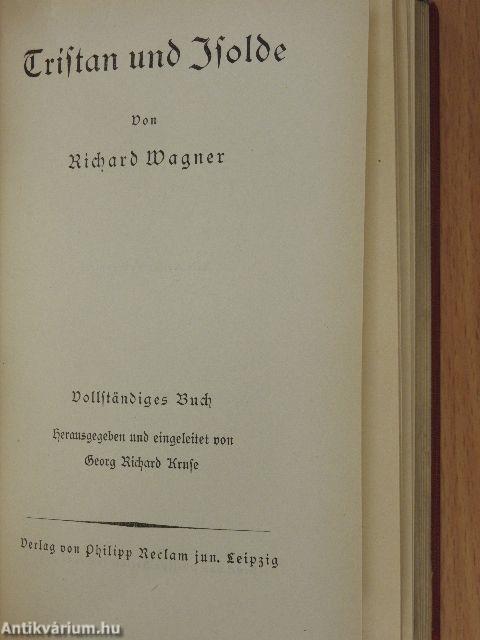 Triſtan und Iſolde
Von
Richard Wagner
Vollſtändiges Buch
Herausgegeben und eingeleitet von
Georg Richard Kruſe
Verlag von Philipp Reclam jun. Leipzig
Antikvárium.hu